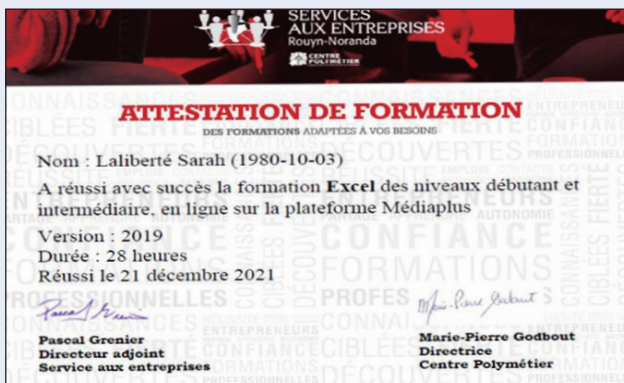 SERVICES
AUX ENTREPRISES
Rouyn-Noranda
CENTRE
POLYMÉTIER
ATTESTATION DE FORMATION
DES FORMATIONS ADAPTÉES À VOS BESOINS
Nom : Laliberté Sarah (1980-10-03)
A réussi avec succès la formation Excel des niveaux débutant et
intermédiaire, en ligne sur la plateforme Médiaplus
Version : 2019
Durée : 28 heures
Réussi le 21 décembre 2021
Pascal Grenier
Directeur adjoint
Service aux entreprises
Marie-Pierre Godbout
Directrice
Centre Polymétier